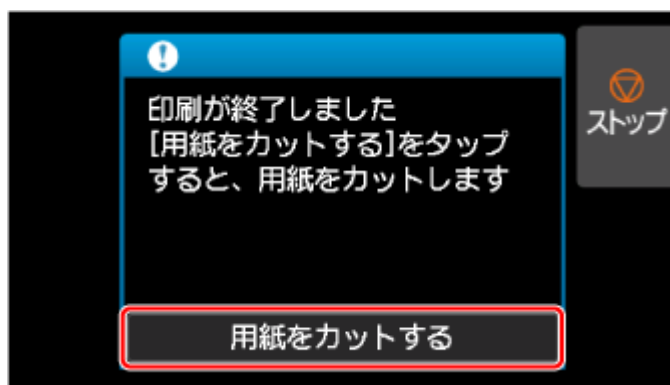 印刷が終了しました
[用紙をカットする]をタップ
すると、用紙をカットします
ストップ
用紙をカットする